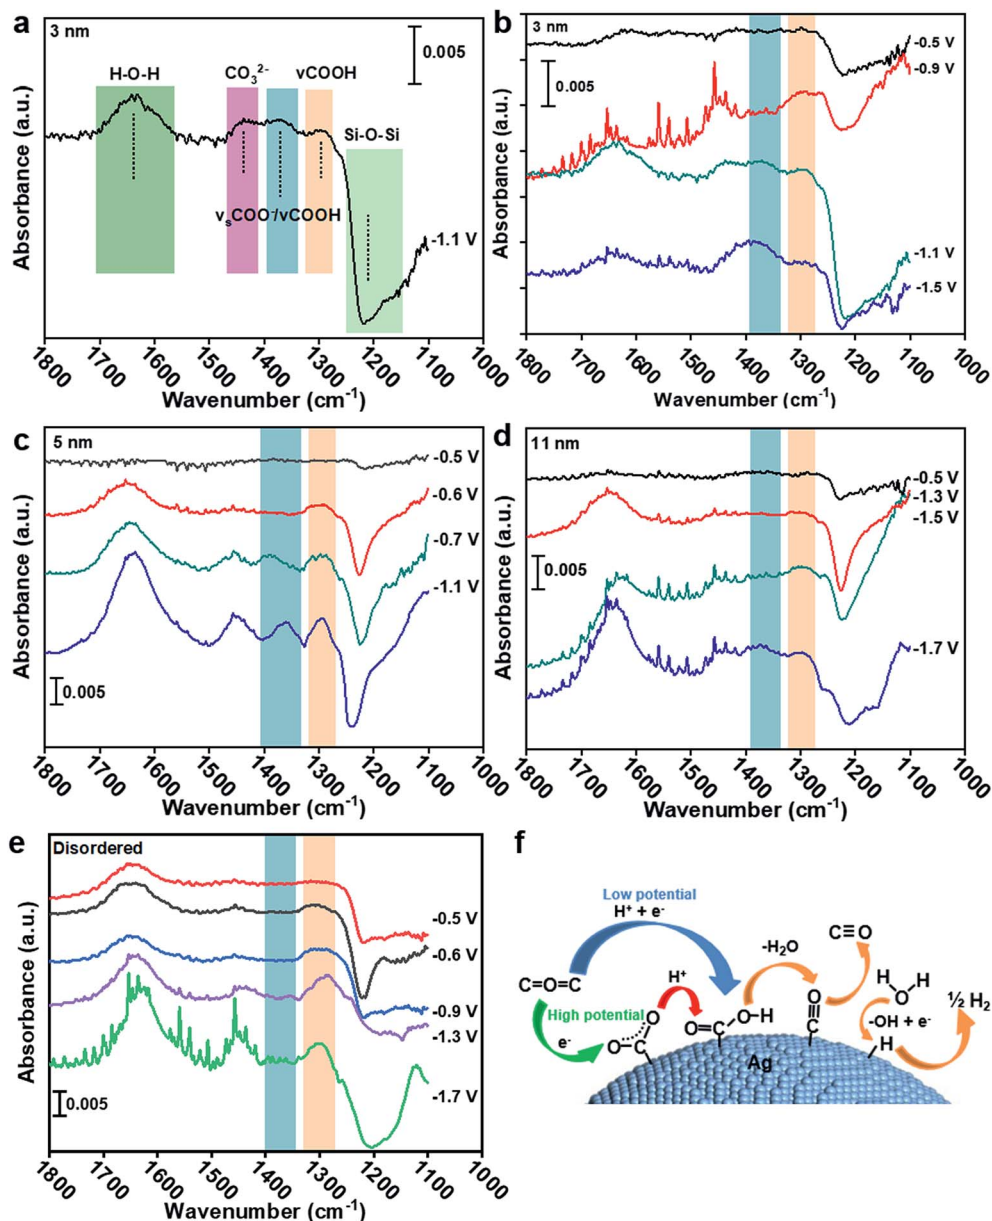 a
3 nm
0.005
H-O-H
CO₃²⁻
vCOOH
Si-O-Si
vₛCOO⁻/vCOOH
-1.1 V
Absorbance (a.u.)
1800 1700 1600 1500 1400 1300 1200 1100 1000
Wavenumber (cm⁻¹)
b
3 nm
0.005
-0.5 V
-0.9 V
-1.1 V
-1.5 V
Absorbance (a.u.)
1800 1700 1600 1500 1400 1300 1200 1100 1000
Wavenumber (cm⁻¹)
c
5 nm
-0.5 V
-0.6 V
-0.7 V
-1.1 V
0.005
Absorbance (a.u.)
1800 1700 1600 1500 1400 1300 1200 1100 1000
Wavenumber (cm⁻¹)
d
11 nm
-0.5 V
-1.3 V
-1.5 V
0.005
-1.7 V
Absorbance (a.u.)
1800 1700 1600 1500 1400 1300 1200 1100 1000
Wavenumber (cm⁻¹)
e
Disordered
-0.5 V
-0.6 V
-0.9 V
-1.3 V
-1.7 V
0.005
Absorbance (a.u.)
1800 1700 1600 1500 1400 1300 1200 1100 1000
Wavenumber (cm⁻¹)
f
Low potential
H⁺ + e⁻
-H₂O
C≡O
C=O=C
H⁺
High potential
e⁻
O
O C
O
O=C
-H
O
C
H O H
-OH + e⁻
H
½ H₂
Ag